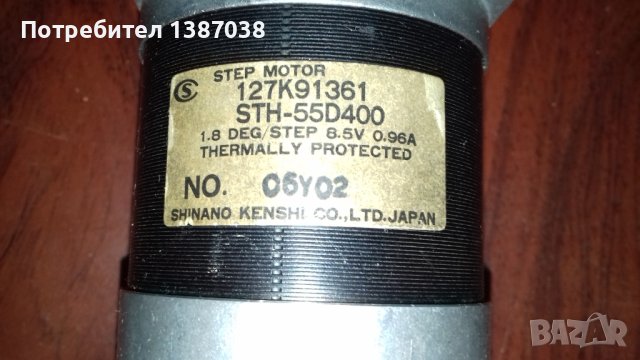 Потребител 1387038
STEP MOTOR
127K91361
STH-55D400
1.8 DEG/STEP 8.5V 0.96A
THERMALLY PROTECTED
NO. 06Y02
SHINANO KENSHI CO.,LTD.JAPAN
BAZAR